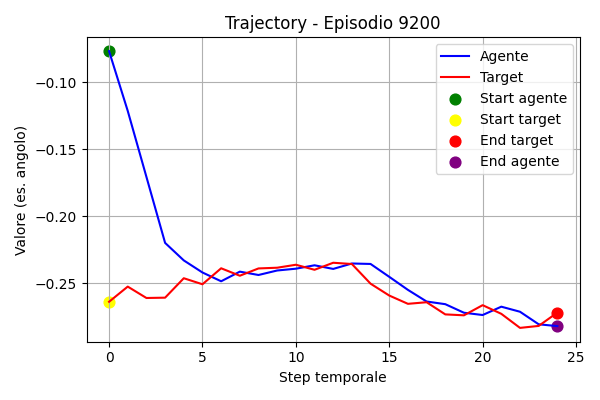 Trajectory - Episodio 9200
Agente
Target
Start agente
Start target
End target
End agente
Valore (es. angolo)
−0.10
−0.15
−0.20
−0.25
0
5
10
15
20
25
Step temporale